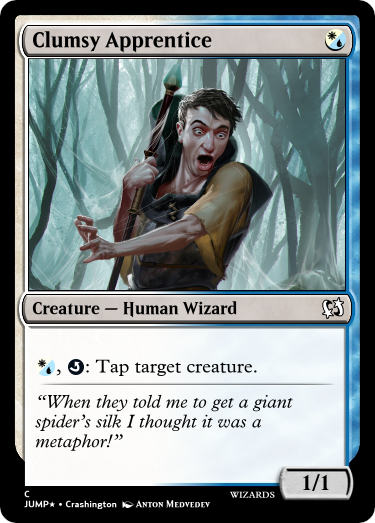 Clumsy Apprentice
Creature — Human Wizard
, : Tap target creature.
“When they told me to get a giant
spider’s silk I thought it was a
metaphor!”
1/1
C
JUMP★ • Crashington Anton Medvedev
WIZARDS